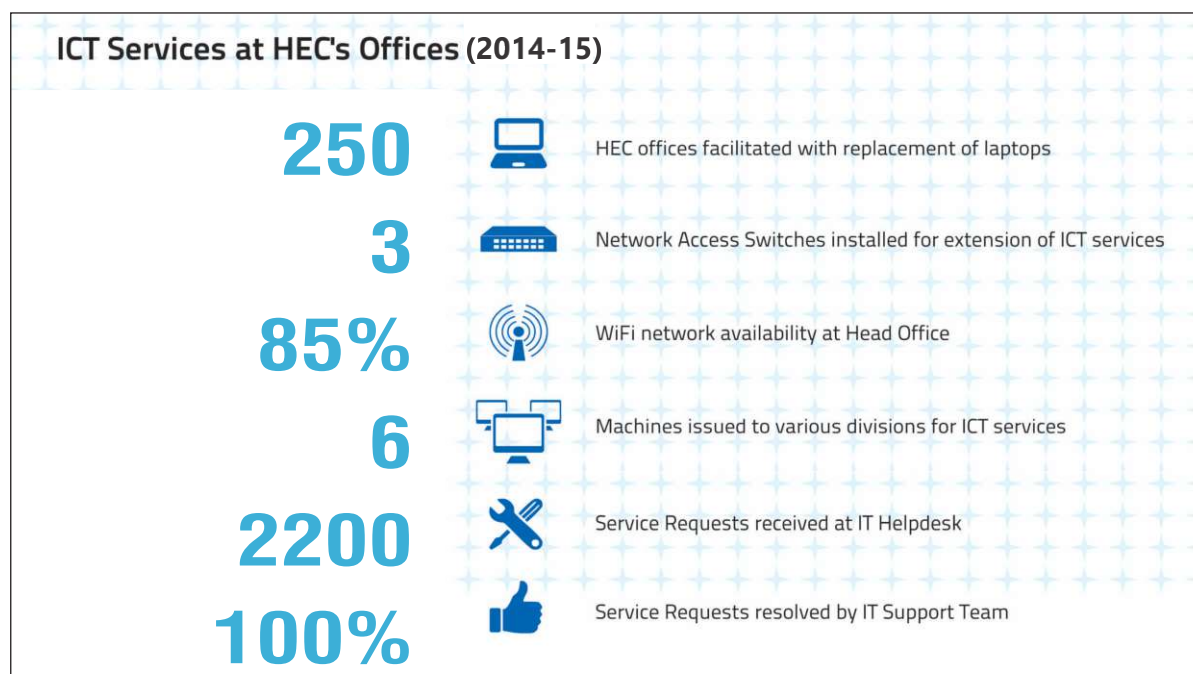 ICT Services at HEC's Offices (2014-15)
250
HEC offices facilitated with replacement of laptops
3
Network Access Switches installed for extension of ICT services
85%
WiFi network availability at Head Office
6
Machines issued to various divisions for ICT services
2200
Service Requests received at IT Helpdesk
100%
Service Requests resolved by IT Support Team